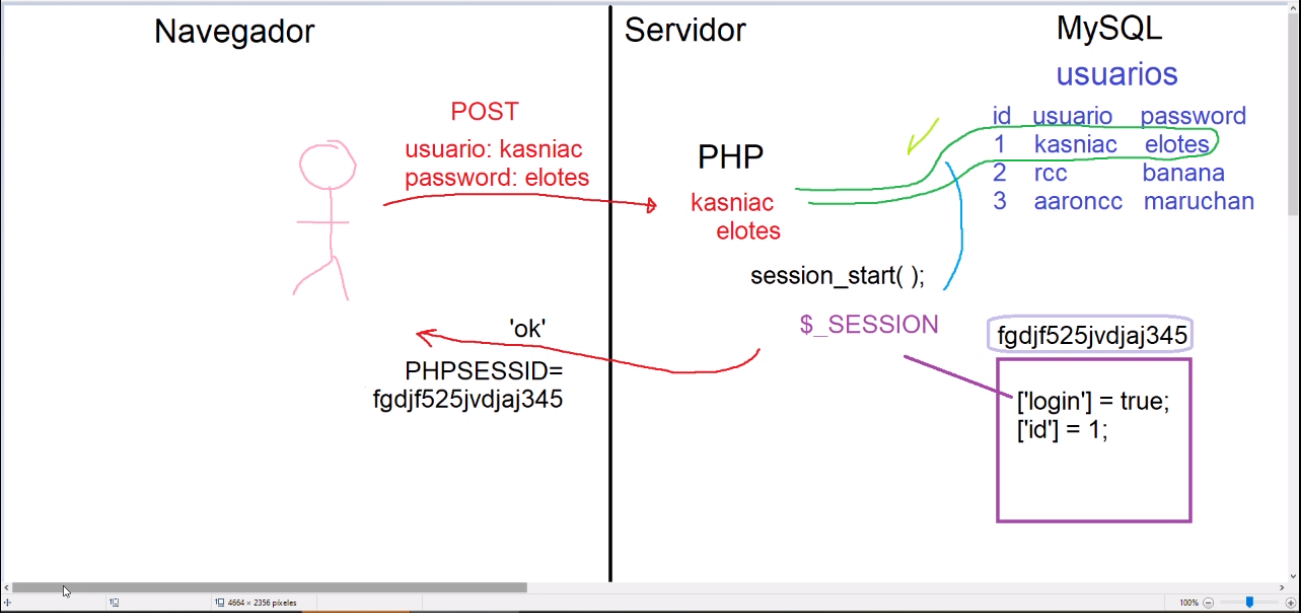 Navegador
Servidor
MySQL
usuarios
id usuario password
1 kasniac elotes
2 rcc banana
3 aaroncc maruchan
POST
usuario: kasniac
password: elotes
PHP
kasniac
elotes
session_start( );
$_SESSION
'ok'
PHPSESSID=
fgdjf525jvdjaj345
fgdjf525jvdjaj345
['login'] = true;
['id'] = 1;
4664 × 2356 píxeles
100%